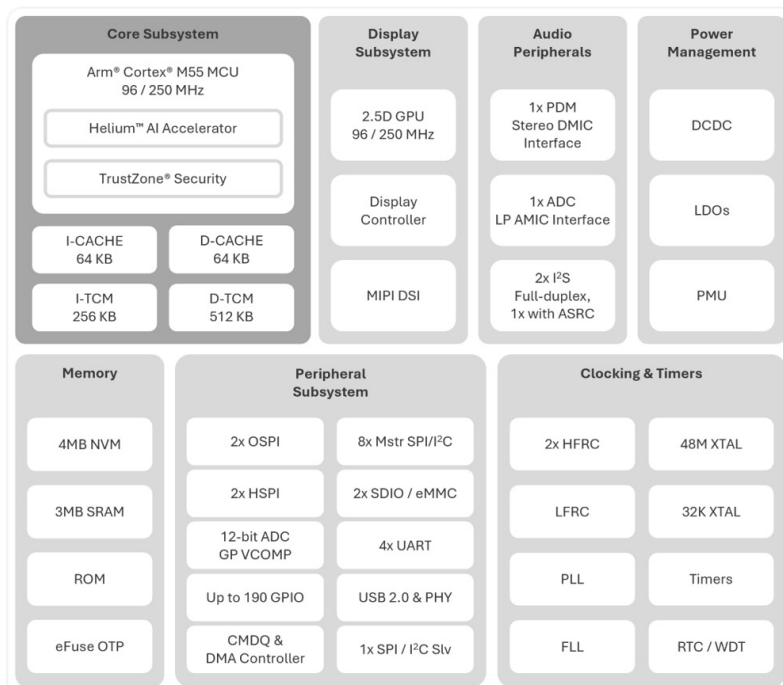 Core Subsystem
Arm® Cortex® M55 MCU
96 / 250 MHz
Helium™ AI Accelerator
TrustZone® Security
I-CACHE
64 KB
D-CACHE
64 KB
I-TCM
256 KB
D-TCM
512 KB
Display
Subsystem
2.5D GPU
96 / 250 MHz
Display
Controller
MIPI DSI
Audio
Peripherals
1x PDM
Stereo DMIC
Interface
1x ADC
LP AMIC Interface
2x I²S
Full-duplex,
1x with ASRC
Power
Management
DCDC
LDOs
PMU
Memory
4MB NVM
3MB SRAM
ROM
eFuse OTP
Peripheral
Subsystem
2x OSPI
8x Mstr SPI/I²C
2x HSPI
2x SDIO / eMMC
12-bit ADC
GP VCOMP
4x UART
Up to 190 GPIO
USB 2.0 & PHY
CMDQ &
DMA Controller
1x SPI / I²C Slv
Clocking & Timers
2x HFRC
48M XTAL
LFRC
32K XTAL
PLL
Timers
FLL
RTC / WDT